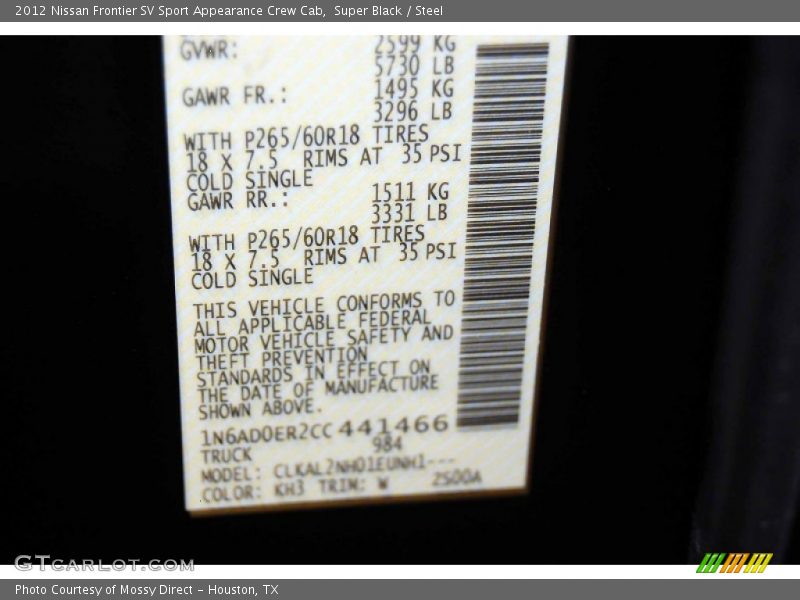 2012 Nissan Frontier SV Sport Appearance Crew Cab, Super Black / Steel
GVWR: 2599 KG
5730 LB
GAWR FR.: 1495 KG
3296 LB
WITH P265/60R18 TIRES
18 X 7.5 RIMS AT 35 PSI
COLD SINGLE
GAWR RR.: 1511 KG
3331 LB
WITH P265/60R18 TIRES
18 X 7.5 RIMS AT 35 PSI
COLD SINGLE
THIS VEHICLE CONFORMS TO
ALL APPLICABLE FEDERAL
MOTOR VEHICLE SAFETY AND
THEFT PREVENTION
STANDARDS IN EFFECT ON
THE DATE OF MANUFACTURE
SHOWN ABOVE.
1N6AD0ER2CC 441466
984
TRUCK
MODEL: CLKAL2NH01EUNH1---
COLOR: KH3 TRIM: W 2S00A
GTCARLOT.COM
Photo Courtesy of Mossy Direct – Houston, TX